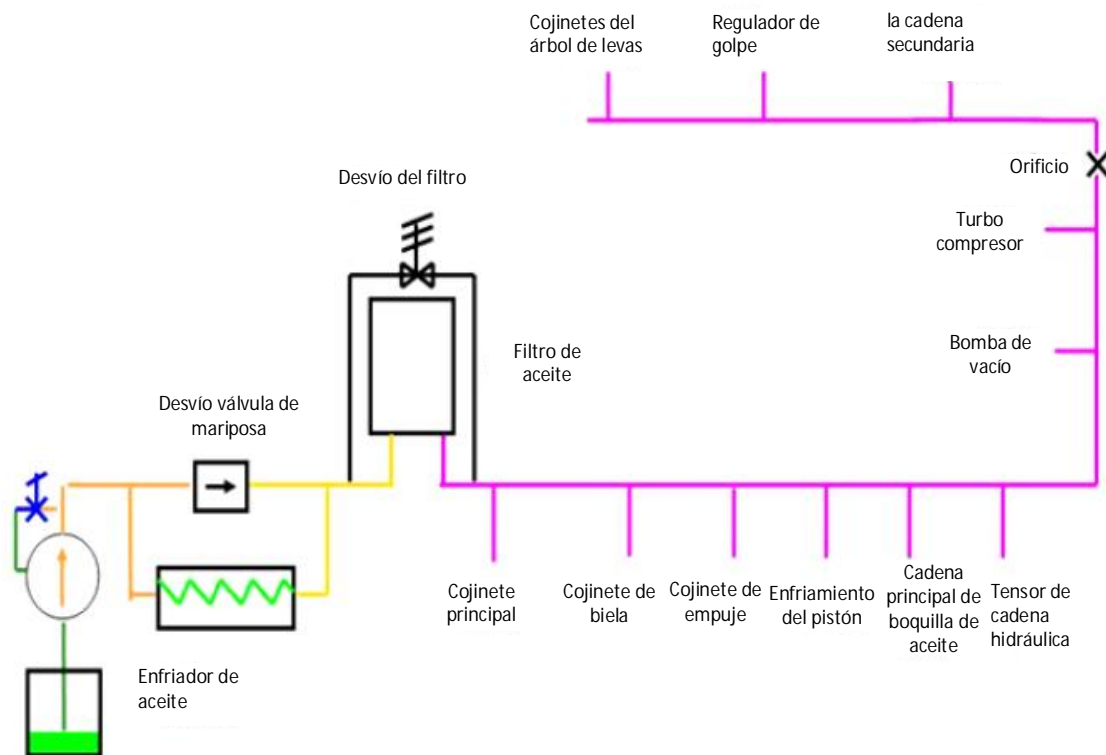 Cojinetes del
árbol de levas
Regulador de
golpe
la cadena
secundaria
Orificio
Desvío del filtro
Turbo
compresor
Filtro de
aceite
Bomba de
vacío
Desvío válvula de
mariposa
Cojinete
principal
Cojinete de
biela
Cojinete de
empuje
Enfriamiento
del pistón
Cadena
principal de
boquilla de
aceite
Tensor de
cadena
hidráulica
Enfriador de
aceite